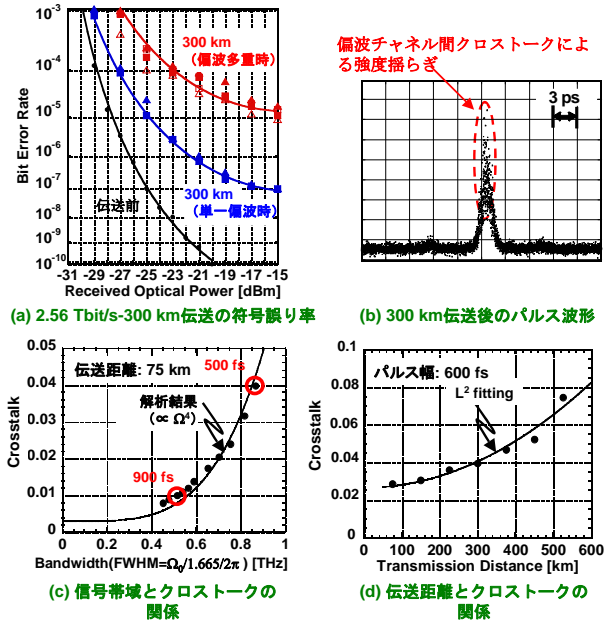 Bit Error Rate
10-3
10-4
10-5
10-6
10-7
10-8
10-9
10-10
300 km
(偏波多重時)
300 km
(単一偏波時)
伝送前
-31 -29 -27 -25 -23 -21 -19 -17 -15
Received Optical Power [dBm]
(a) 2.56 Tbit/s-300 km伝送の符号誤り率
偏波チャネル間クロストークによ
る強度揺らぎ
3 ps
(b) 300 km伝送後のパルス波形
Crosstalk
0.05
0.04
0.03
0.02
0.01
0
伝送距離: 75 km
500 fs
解析結果
(∝ Ω4)
900 fs
0 0.2 0.4 0.6 0.8 1
Bandwidth(FWHM=Ω0/1.665/2π ) [THz]
(c) 信号帯域とクロストークの
関係
Crosstalk
0.1
0.08
0.06
0.04
0.02
0
パルス幅: 600 fs
L2 fitting
0 100 200 300 400 500 600
Transmission Distance [km]
(d) 伝送距離とクロストークの
関係